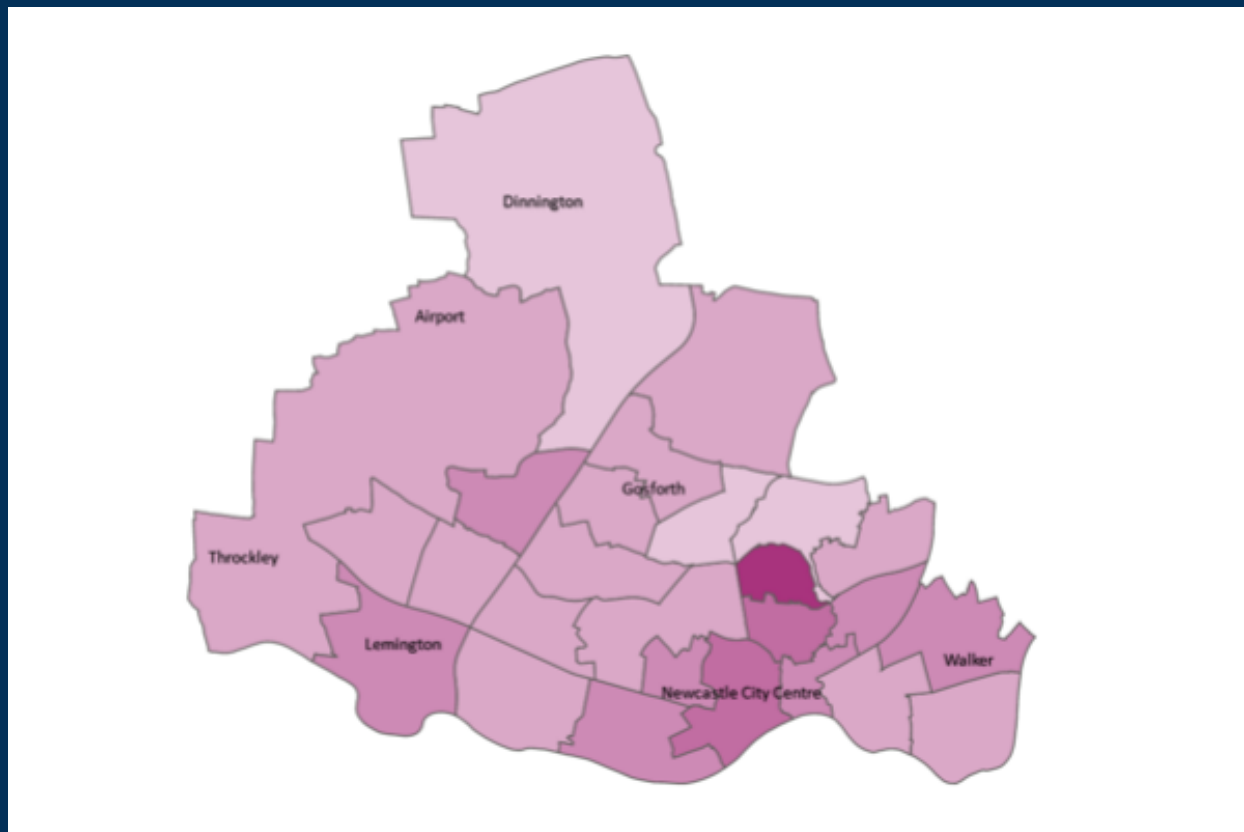 Dinnington
Airport
Gosforth
Throckley
Lemington
Walker
Newcastle City Centre